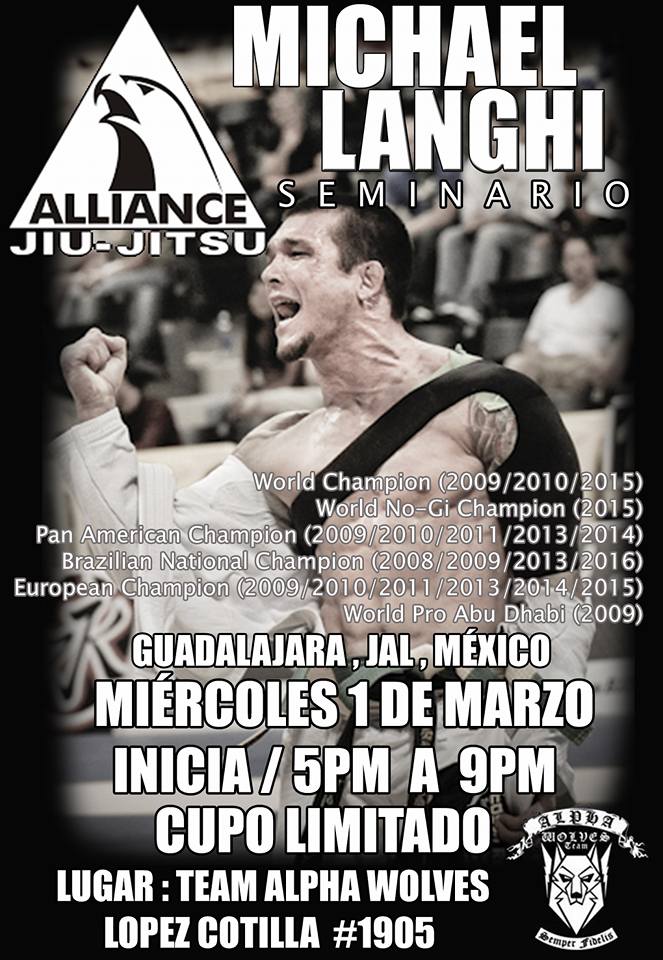 MICHAEL
LANGHI
SEMINARIO
ALLIANCE
JIU-JITSU
World Champion (2009/2010/2015)
World No-Gi Champion (2015)
Pan American Champion (2009/2010/2011/2013/2014)
Brazilian National Champion (2008/2009/2013/2016)
European Champion (2009/2010/2011/2013/2014/2015)
World Pro Abu Dhabi (2009)
GUADALAJARA , JAL , MÉXICO
MIÉRCOLES 1 DE MARZO
INICIA / 5PM A 9PM
CUPO LIMITADO
LUGAR : TEAM ALPHA WOLVES
LOPEZ COTILLA #1905
ALPHA
WOLVES
Team
Semper Fidelis